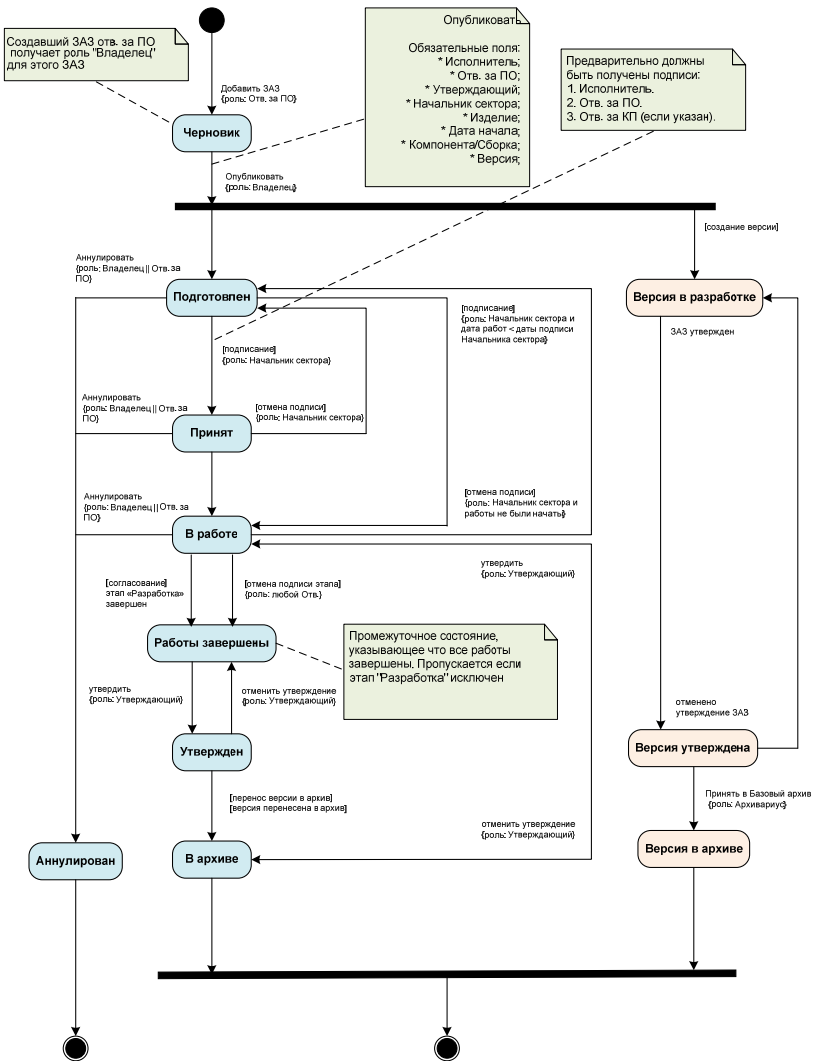 Создавший ЗАЗ отв. за ПО
получает роль "Владелец"
для этого ЗАЗ
Опубликовать
Обязательные поля:
* Исполнитель;
* Отв. за ПО;
* Утверждающий;
* Начальник сектора;
* Изделие;
* Дата начала;
* Компонента/Сборка;
* Версия;
Предварительно должны
быть получены подписи:
1. Исполнитель.
2. Отв. за ПО.
3. Отв. за КП (если указан).
Добавить ЗАЗ
{роль: Отв. за ПО}
Черновик
Опубликовать
{роль: Владелец}
[создание версии]
Аннулировать
{роль: Владелец || Отв. за
ПО}
Подготовлен
Версия в разработке
[подписание]
{роль: Начальник сектора и
дата работ < даты подписи
Начальника сектора}
ЗАЗ утвержден
[подписание]
{роль: Начальник сектора}
Аннулировать
{роль: Владелец || Отв. за
ПО}
[отмена подписи]
{роль: Начальник сектора}
Принят
Аннулировать
{роль: Владелец || Отв. за
ПО}
[отмена подписи]
{роль: Начальник сектора и
работы не были начать}
В работе
утвердить
{роль: Утверждающий}
[согласование]
этап «Разработка»
завершен
[отмена подписи этапа]
{роль: любой Отв.}
Работы завершены
Промежуточное состояние,
указывающее что все работы
завершены. Пропускается если
этап "Разработка" исключен
утвердить
{роль: Утверждающий}
отменить утверждение
{роль: Утверждающий}
отменено
утверждение ЗАЗ
Утвержден
Версия утверждена
[перенос версии в архив]
[версия перенесена в архив]
Принять в Базовый архив
{роль: Архивариус}
отменить утверждение
{роль: Утверждающий}
Аннулирован
В архиве
Версия в архиве